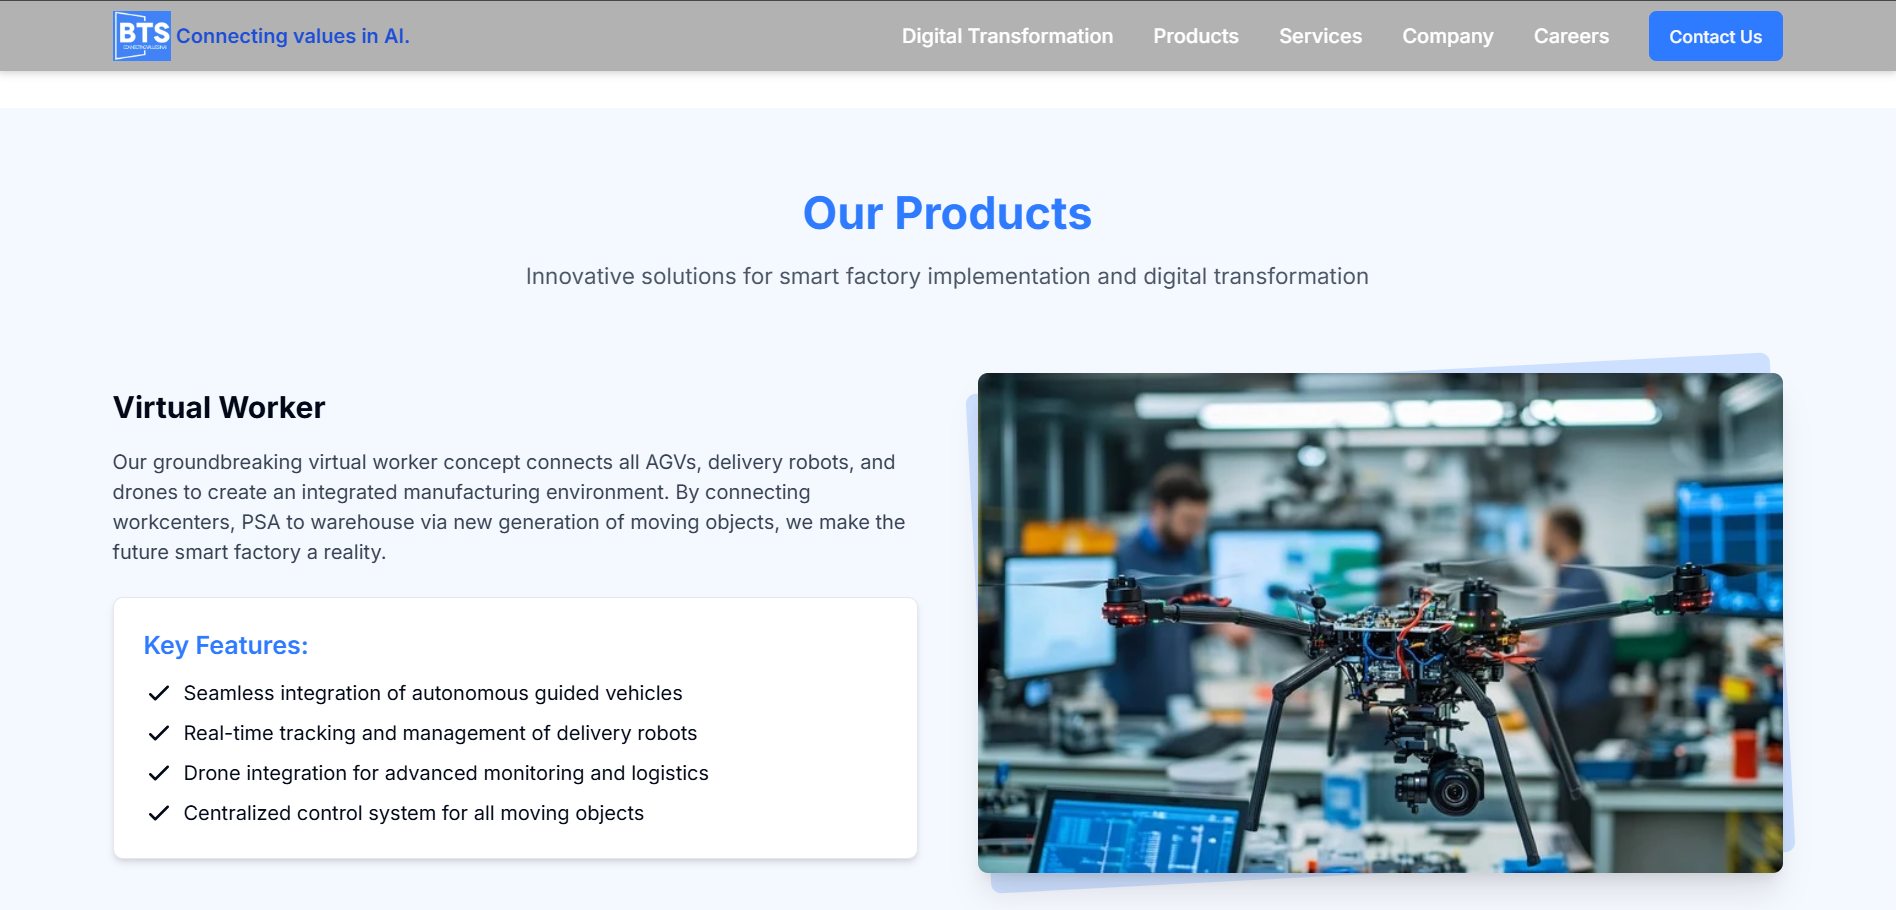 BTS
Connecting values in AI.
Digital Transformation
Products
Services
Company
Careers
Contact Us
Our Products
Innovative solutions for smart factory implementation and digital transformation
Virtual Worker
Our groundbreaking virtual worker concept connects all AGVs, delivery robots, and
drones to create an integrated manufacturing environment. By connecting
workcenters, PSA to warehouse via new generation of moving objects, we make the
future smart factory a reality.
Key Features:
Seamless integration of autonomous guided vehicles
Real-time tracking and management of delivery robots
Drone integration for advanced monitoring and logistics
Centralized control system for all moving objects